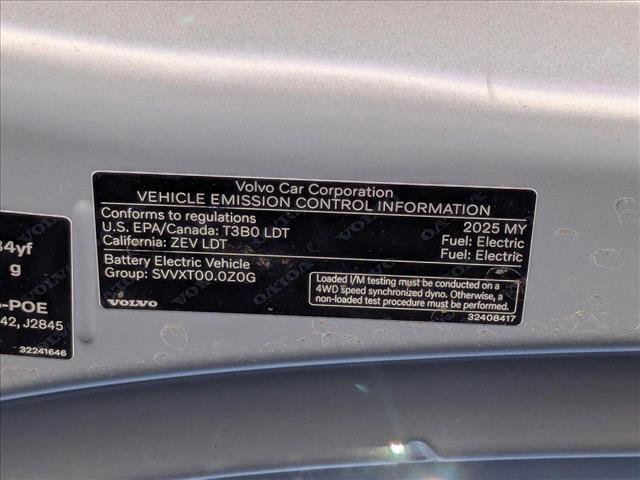 Volvo Car Corporation
VEHICLE EMISSION CONTROL INFORMATION
Conforms to regulations 2025 MY
U.S. EPA/Canada: T3B0 LDT Fuel: Electric
California: ZEV LDT Fuel: Electric
Battery Electric Vehicle
Group: SVVXT00.0Z0G
Loaded I/M testing must be conducted on a
4WD speed synchronized dyno. Otherwise, a
non-loaded test procedure must be performed.
VOLVO 32408417
34yf
g
-POE
42, J2845
32241646